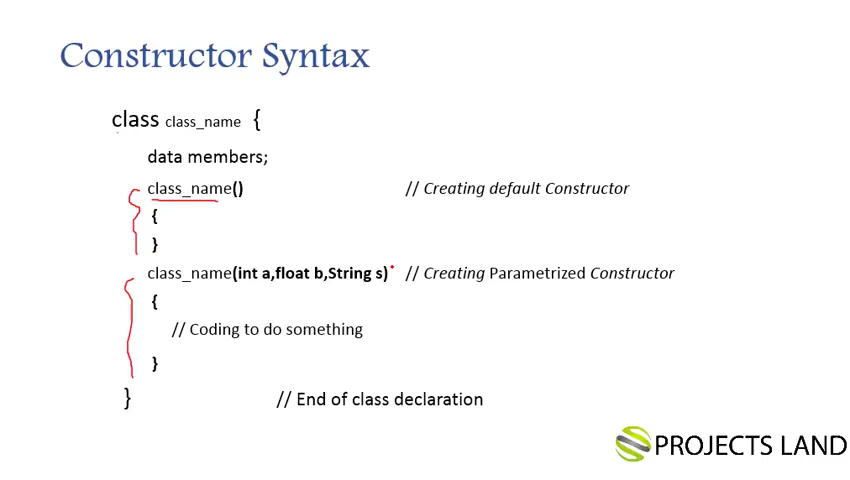 Constructor Syntax
class class_name {
data members;
class_name() // Creating default Constructor
{
}
class_name(int a,float b,String s) // Creating Parametrized Constructor
{
// Coding to do something
}
} // End of class declaration
PROJECTS LAND